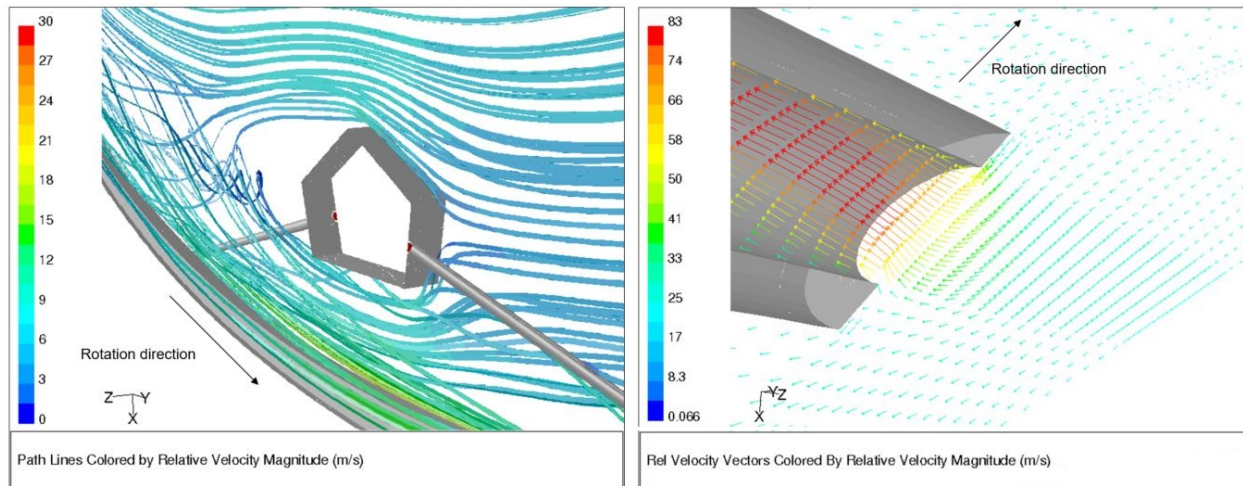 30
27
24
21
18
15
12
9
6
3
0
Rotation direction
Z Y
X
Path Lines Colored by Relative Velocity Magnitude (m/s)
83
74
66
58
50
41
33
25
17
8.3
0.066
Rotation direction
YZ
X
Rel Velocity Vectors Colored By Relative Velocity Magnitude (m/s)